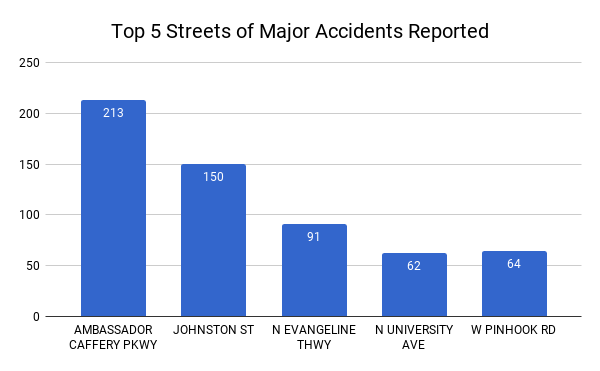 Top 5 Streets of Major Accidents Reported
250
200
150
100
50
0
213
150
91
62
64
AMBASSADOR
CAFFERY PKWY
JOHNSTON ST
N EVANGELINE
THWY
N UNIVERSITY
AVE
W PINHOOK RD